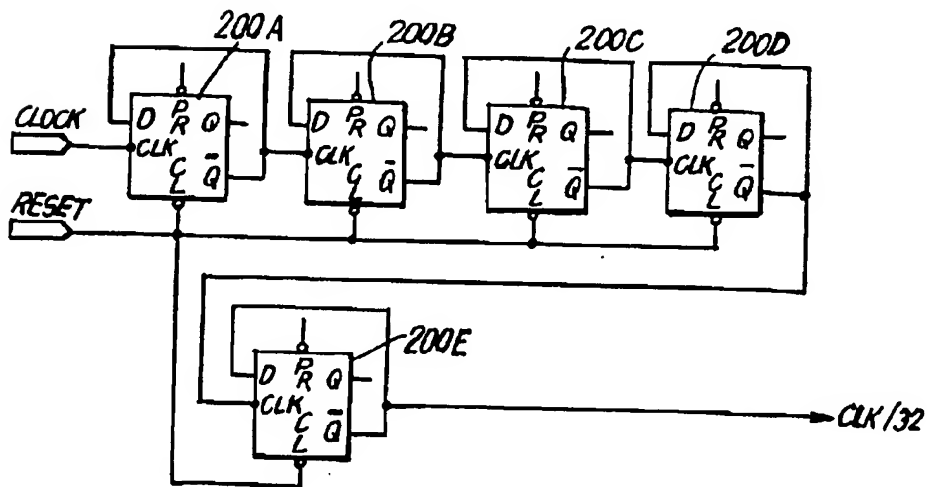 200A
200B
200C
200D
CLOCK
RESET
D PR Q
CLK
CL Q̅
D PR Q
CLK
CL Q̅
D PR Q
CLK
CL Q̅
D PR Q
CLK
CL Q̅
200E
D PR Q
CLK
CL Q̅
CLK/32